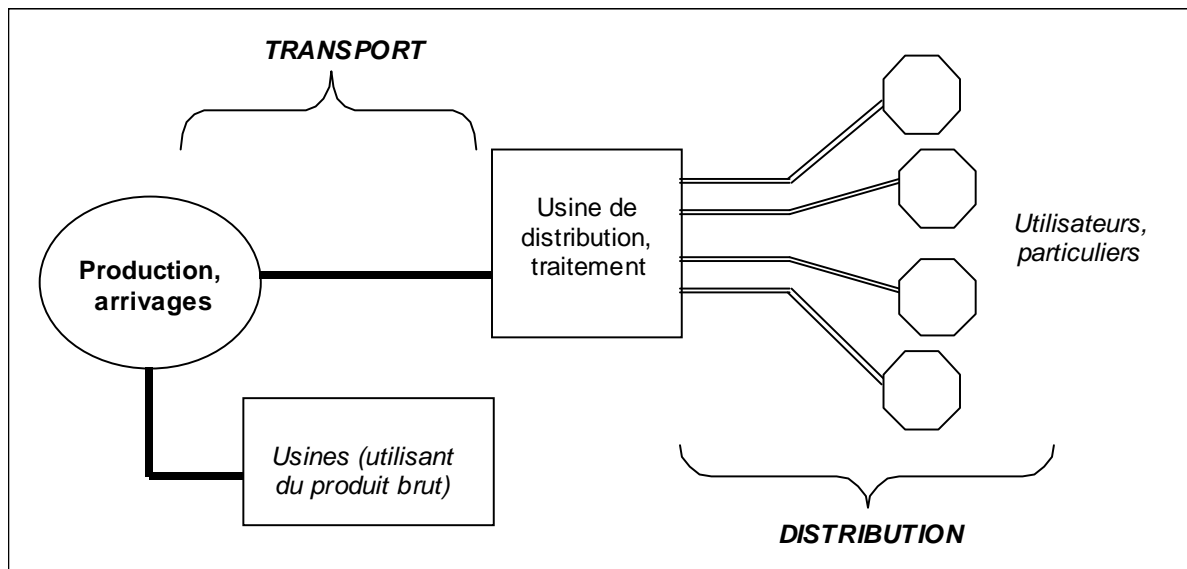 TRANSPORT
Production,
arrivages
Usine de
distribution,
traitement
Utilisateurs,
particuliers
Usines (utilisant
du produit brut)
DISTRIBUTION